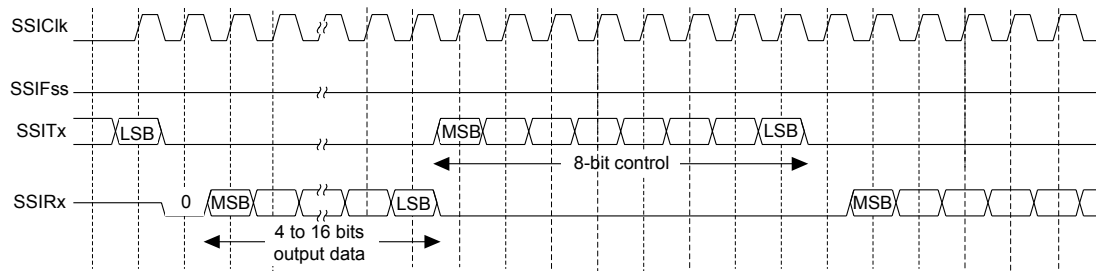 SSIClk
SSIFss
SSITx
LSB
MSB
LSB
8-bit control
SSIRx
0
MSB
LSB
MSB
4 to 16 bits
output data